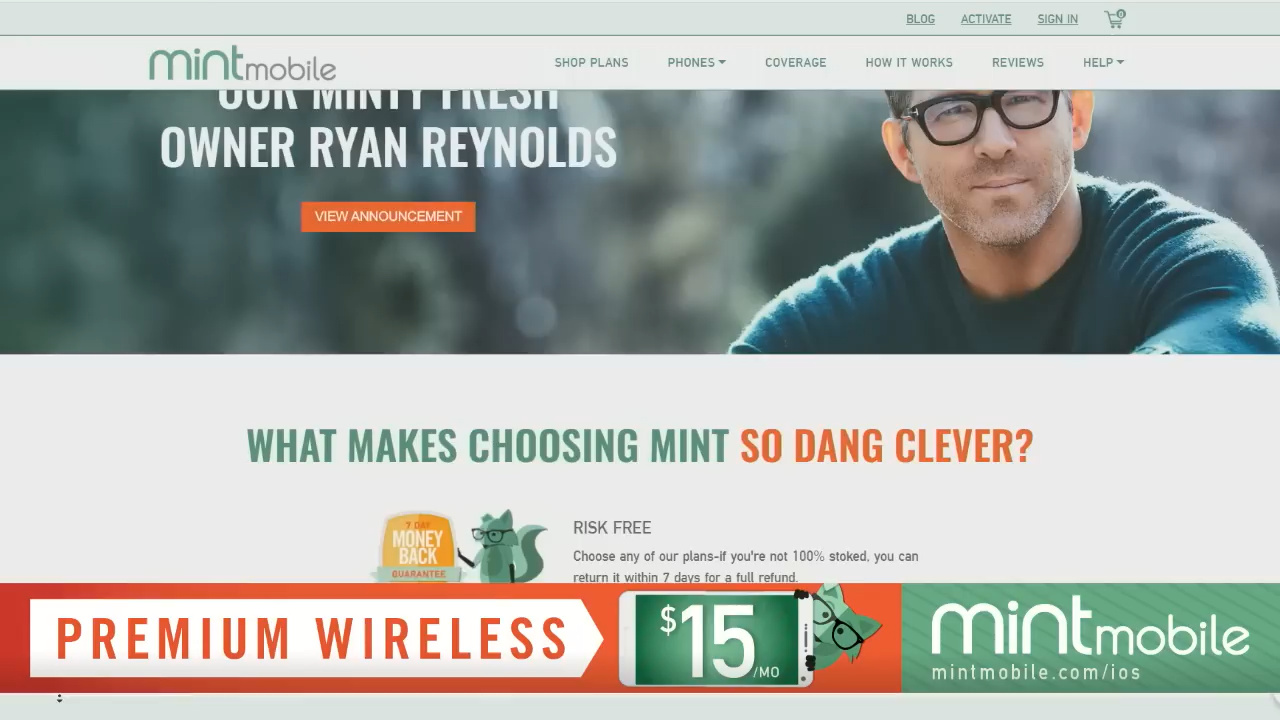 BLOG ACTIVATE SIGN IN 0
mintmobile SHOP PLANS PHONES COVERAGE HOW IT WORKS REVIEWS HELP
OUR MINTY FRESH
OWNER RYAN REYNOLDS
VIEW ANNOUNCEMENT
WHAT MAKES CHOOSING MINT SO DANG CLEVER?
7 DAY
MONEY
BACK
GUARANTEE
RISK FREE
Choose any of our plans-if you're not 100% stoked, you can
return it within 7 days for a full refund.
PREMIUM WIRELESS
$15/MO
mintmobile
mintmobile.com/ios